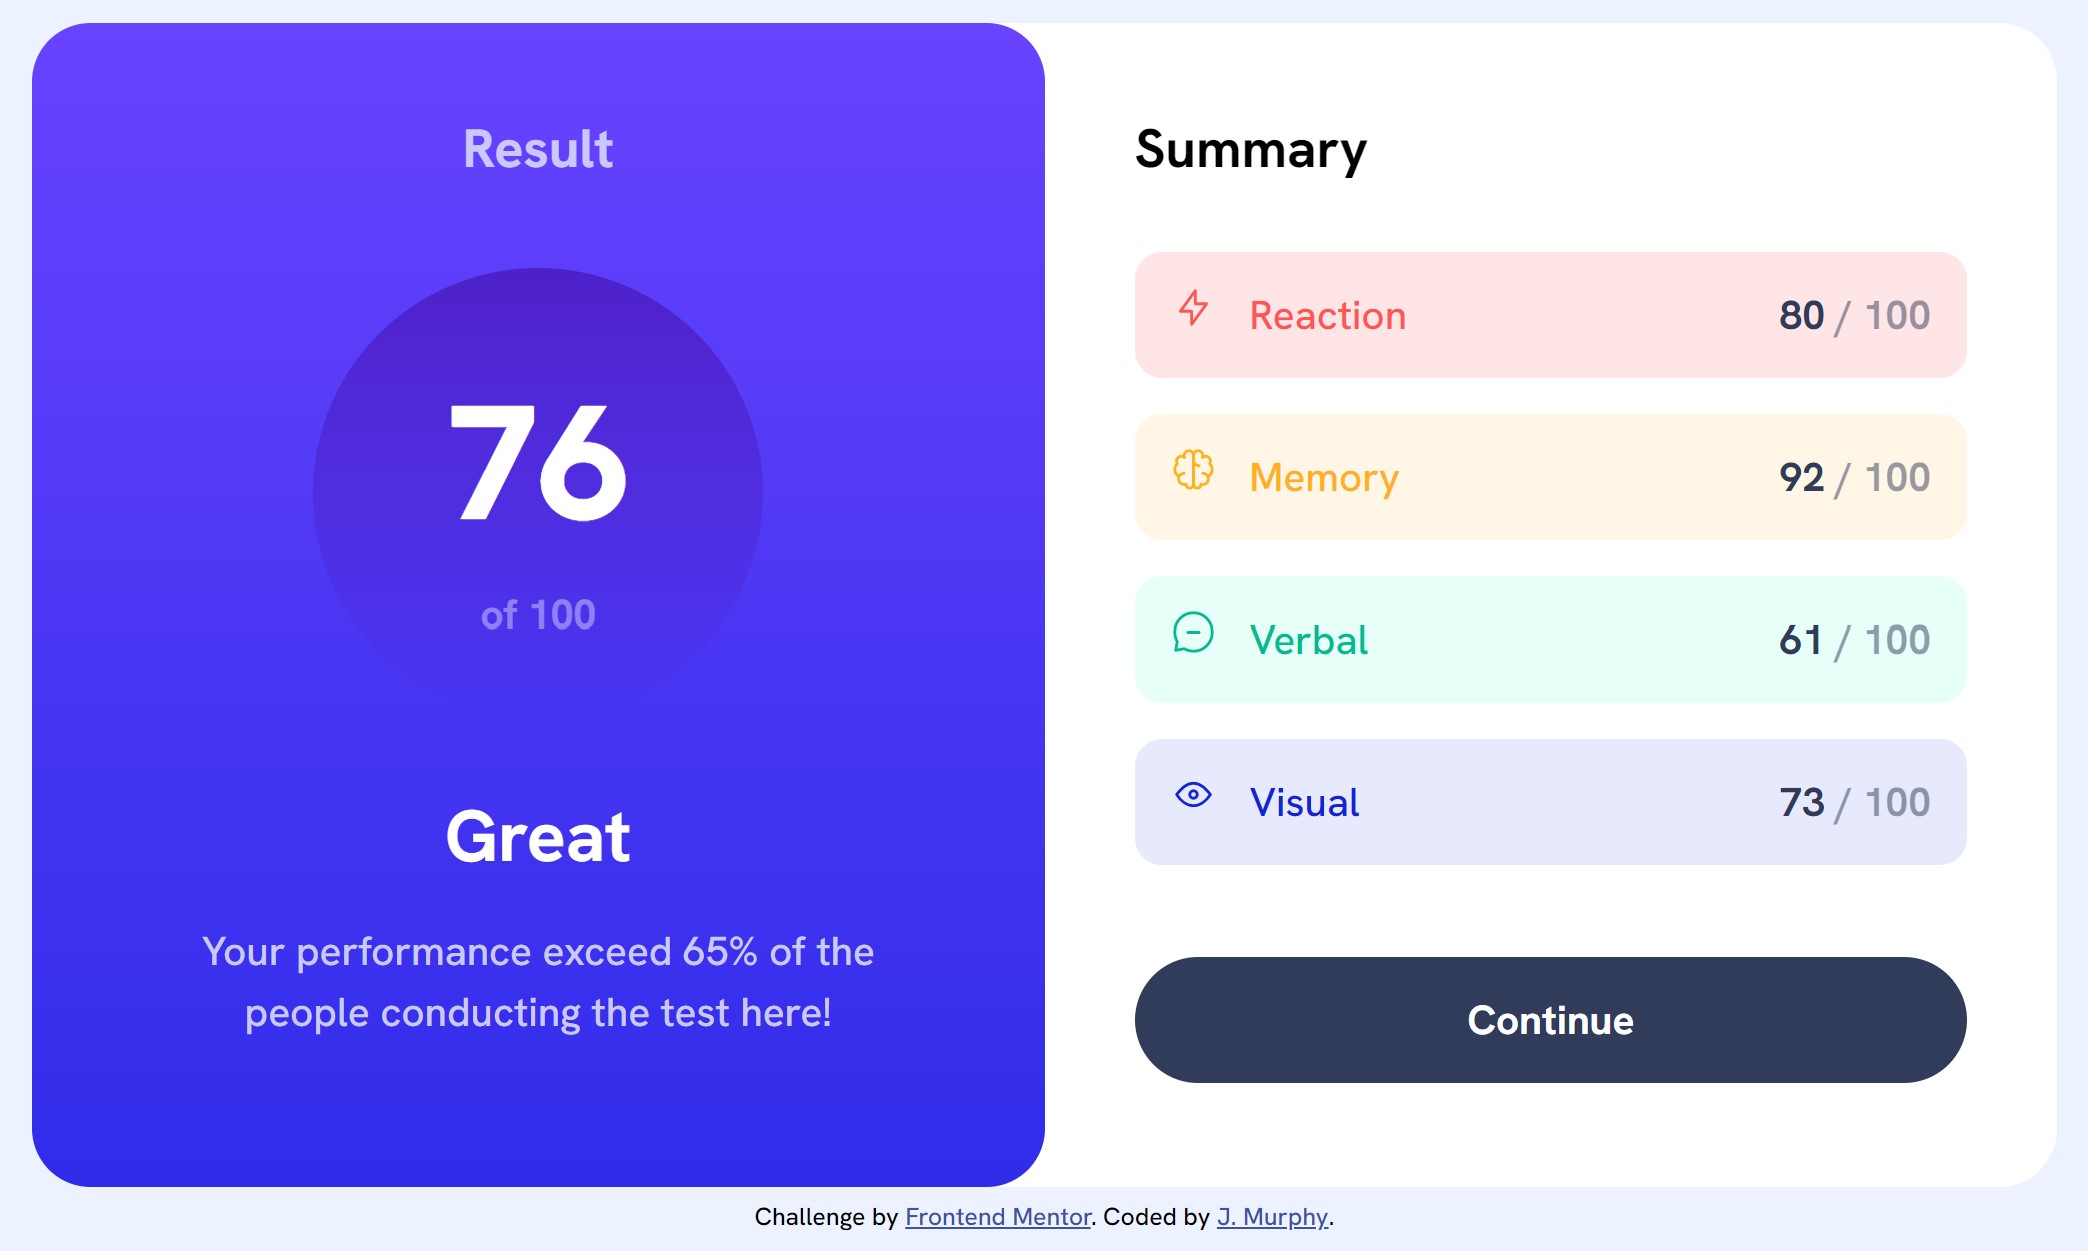 Result
76
of 100
Great
Your performance exceed 65% of the
people conducting the test here!
Summary
Reaction 80 / 100
Memory 92 / 100
Verbal 61 / 100
Visual 73 / 100
Continue
Challenge by Frontend Mentor. Coded by J. Murphy.